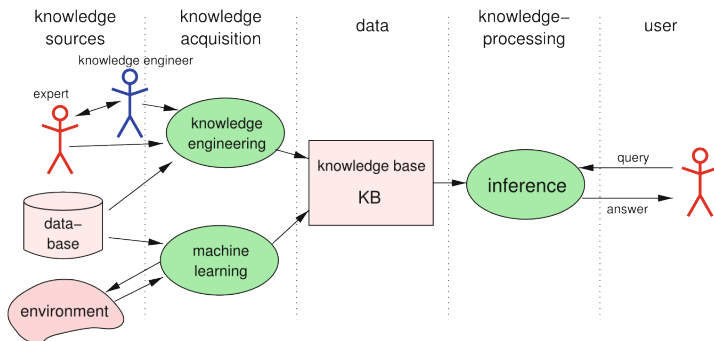 knowledge
sources
knowledge
acquisition
data
knowledge–
processing
user
knowledge engineer
expert
knowledge
engineering
knowledge base
KB
inference
query
answer
data–
base
machine
learning
environment